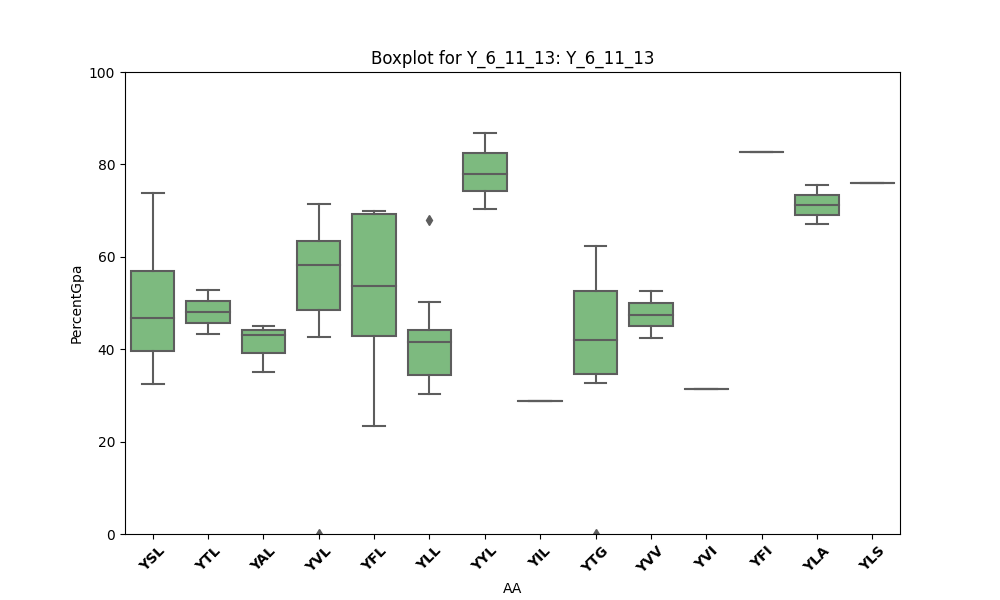 Boxplot for Y_6_11_13: Y_6_11_13
100
80
60
40
20
0
PercentGpa
YSL YTL YAL YVL YFL YLL YYL YIL YTG YVV YVI YFI YLA YLS
AA